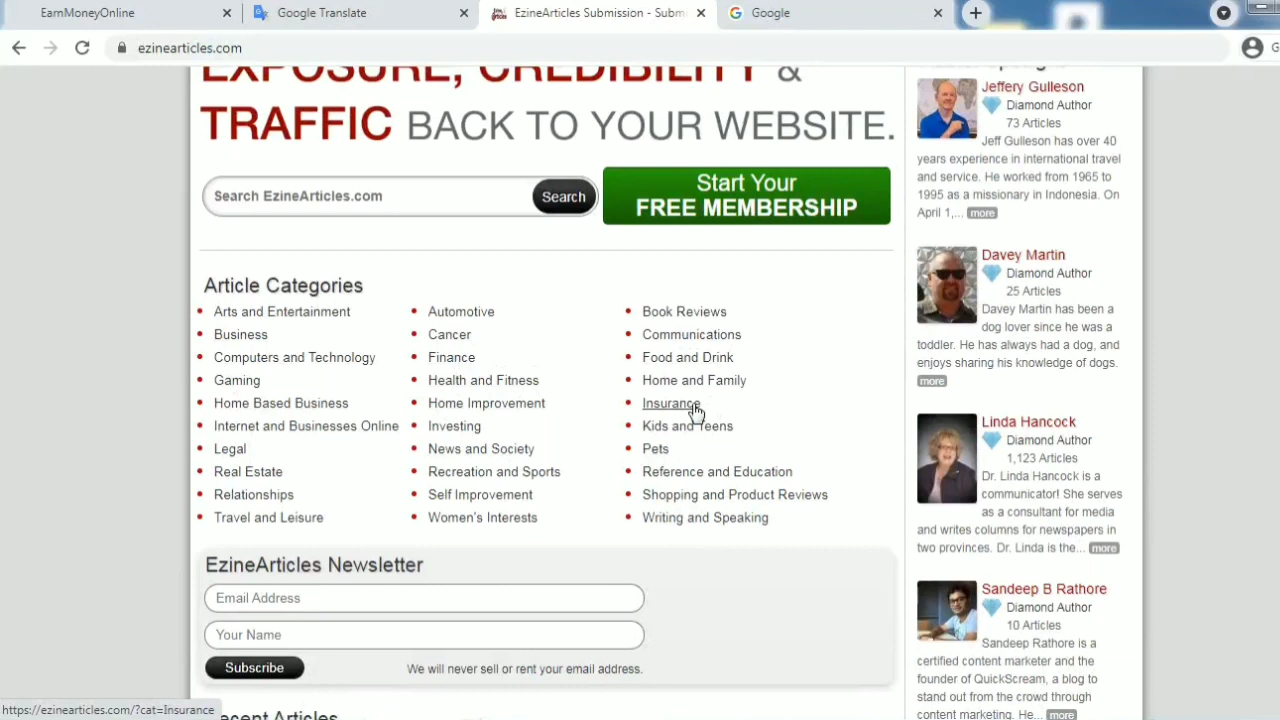 EarnMoneyOnline
Google Translate
EzineArticles Submission - Subm
Google
ezinearticles.com
EXPOSURE, CREDIBILITY &
TRAFFIC BACK TO YOUR WEBSITE.
Search EzineArticles.com
Search
Start Your
FREE MEMBERSHIP
Article Categories
Arts and Entertainment
Automotive
Book Reviews
Business
Cancer
Communications
Computers and Technology
Finance
Food and Drink
Gaming
Health and Fitness
Home and Family
Home Based Business
Home Improvement
Insurance
Internet and Businesses Online
Investing
Kids and Teens
Legal
News and Society
Pets
Real Estate
Recreation and Sports
Reference and Education
Relationships
Self Improvement
Shopping and Product Reviews
Travel and Leisure
Women's Interests
Writing and Speaking
EzineArticles Newsletter
Email Address
Your Name
Subscribe
We will never sell or rent your email address.
Recent Articles
Jeffery Gulleson
Diamond Author
73 Articles
Jeff Gulleson has over 40
years experience in international travel
and service. He worked from 1965 to
1995 as a missionary in Indonesia. On
April 1,... more
Davey Martin
Diamond Author
25 Articles
Davey Martin has been a
dog lover since he was a
toddler. He has always had a dog, and
enjoys sharing his knowledge of dogs.
more
Linda Hancock
Diamond Author
1,123 Articles
Dr. Linda Hancock is a
communicator! She serves
as a consultant for media
and writes columns for newspapers in
two provinces. Dr. Linda is the... more
Sandeep B Rathore
Diamond Author
10 Articles
Sandeep Rathore is a
certified content marketer and the
founder of QuickScream, a blog to
stand out from the crowd through
content marketing. He... more
https://ezinearticles.com/?cat=Insurance